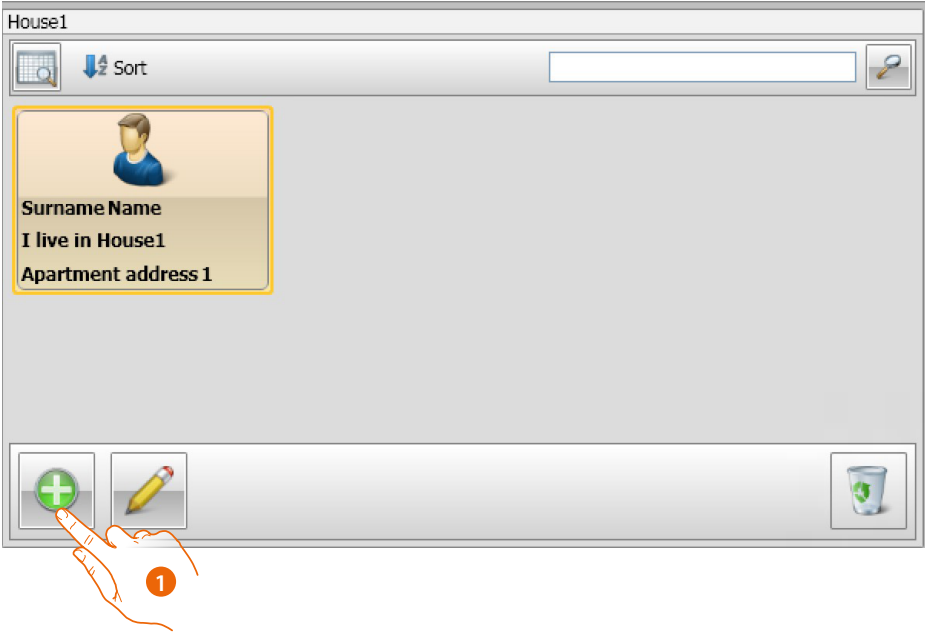 House1
Sort
Surname Name
I live in House1
Apartment address 1
1